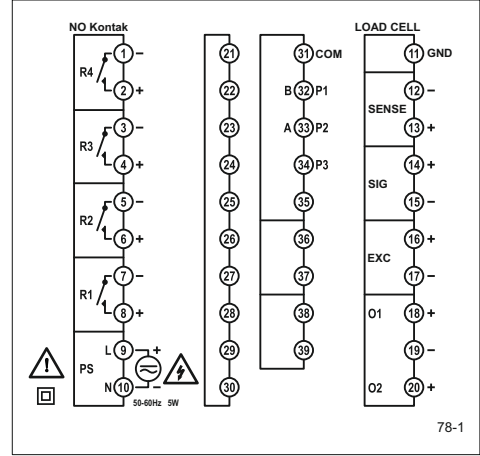 NO Kontak
LOAD CELL
1 −
21
31 COM
11 GND
R4
2 +
22
B 32 P1
12 −
SENSE
3 −
23
A 33 P2
13 +
R3
4 +
24
34 P3
14 +
SIG
5 −
25
35
15 −
R2
6 +
26
36
16 +
EXC
7 −
27
37
17 −
R1
8 +
28
38
O1 18 +
L 9 +
29
39
19 −
PS
N 10 −
30
O2 20 +
50-60Hz 5W
78-1